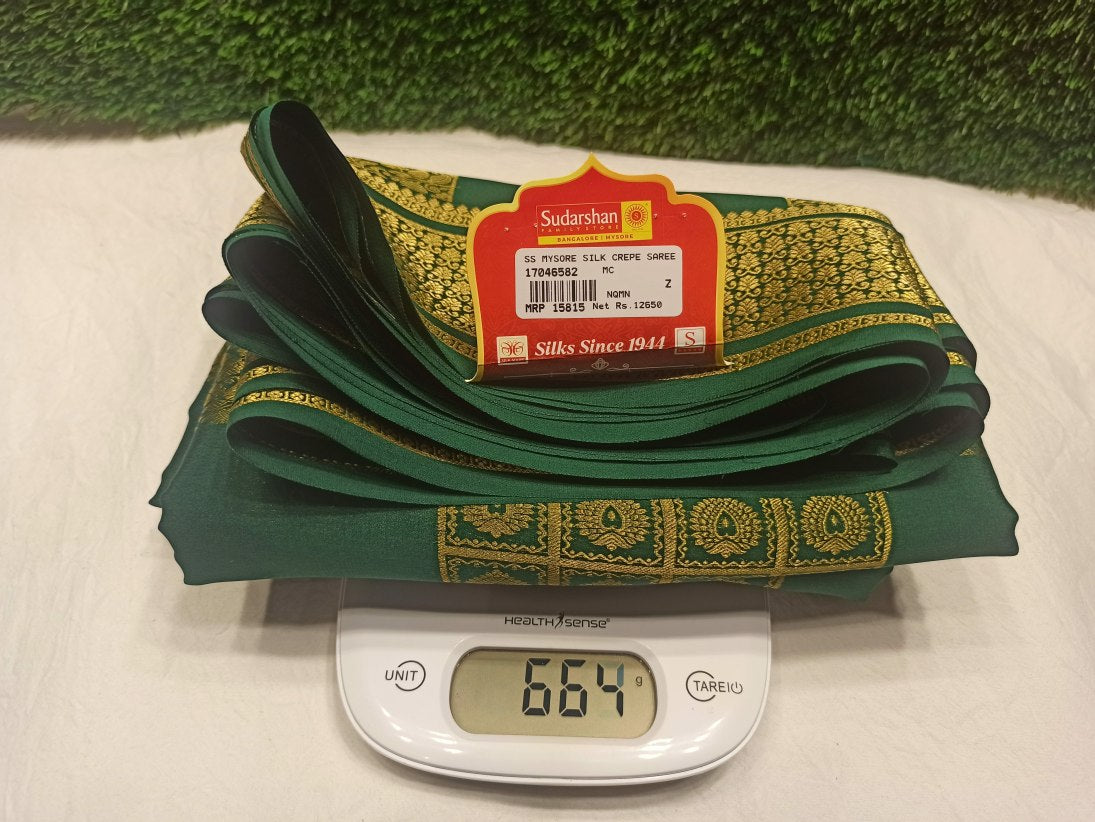 Sudarshan
FAMILY STORE
BANGALORE | MYSORE
SS MYSORE SILK CREPE SAREE
17046582 MC
Z
NQMN
MRP 15815 Net Rs.12650
Silks Since 1944
S
HEALTH SENSE®
UNIT
664 g
TARE